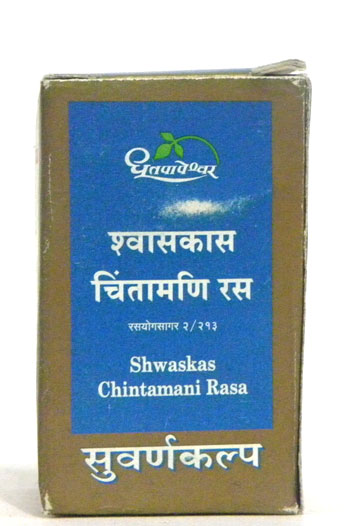 धूतपापेश्वर
श्वासकास
चिंतामणि रस
रसयोगसागर २/२१३
Shwaskas
Chintamani Rasa
सुवर्णकल्प